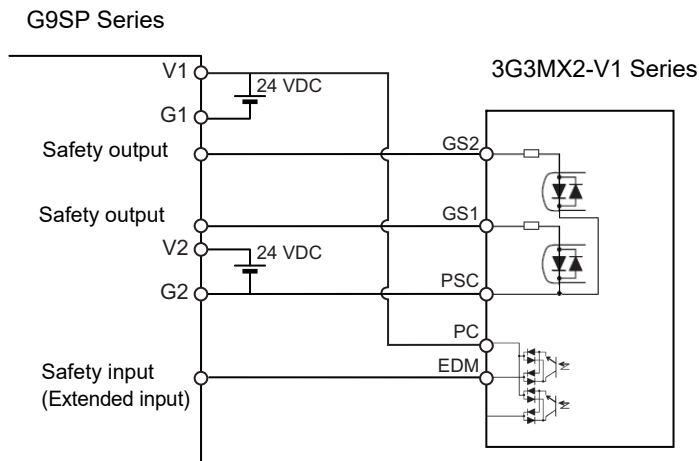 G9SP Series
3G3MX2-V1 Series
V1
24 VDC
G1
Safety output
GS2
Safety output
GS1
V2
24 VDC
G2
PSC
PC
Safety input
(Extended input)
EDM